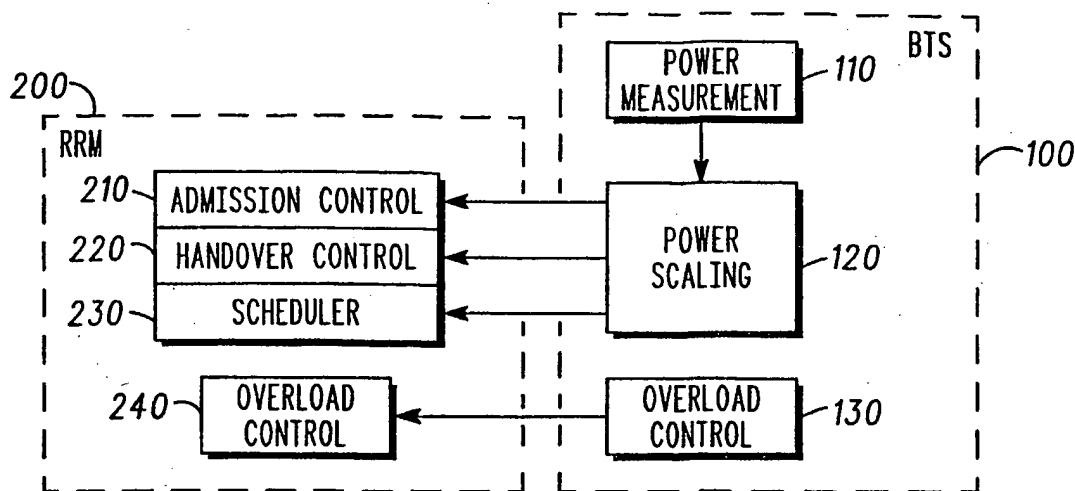 BTS
POWER
MEASUREMENT
110
200
RRM
100
210
ADMISSION CONTROL
220
HANDOVER CONTROL
230
SCHEDULER
POWER
SCALING
120
240
OVERLOAD
CONTROL
OVERLOAD
CONTROL
130